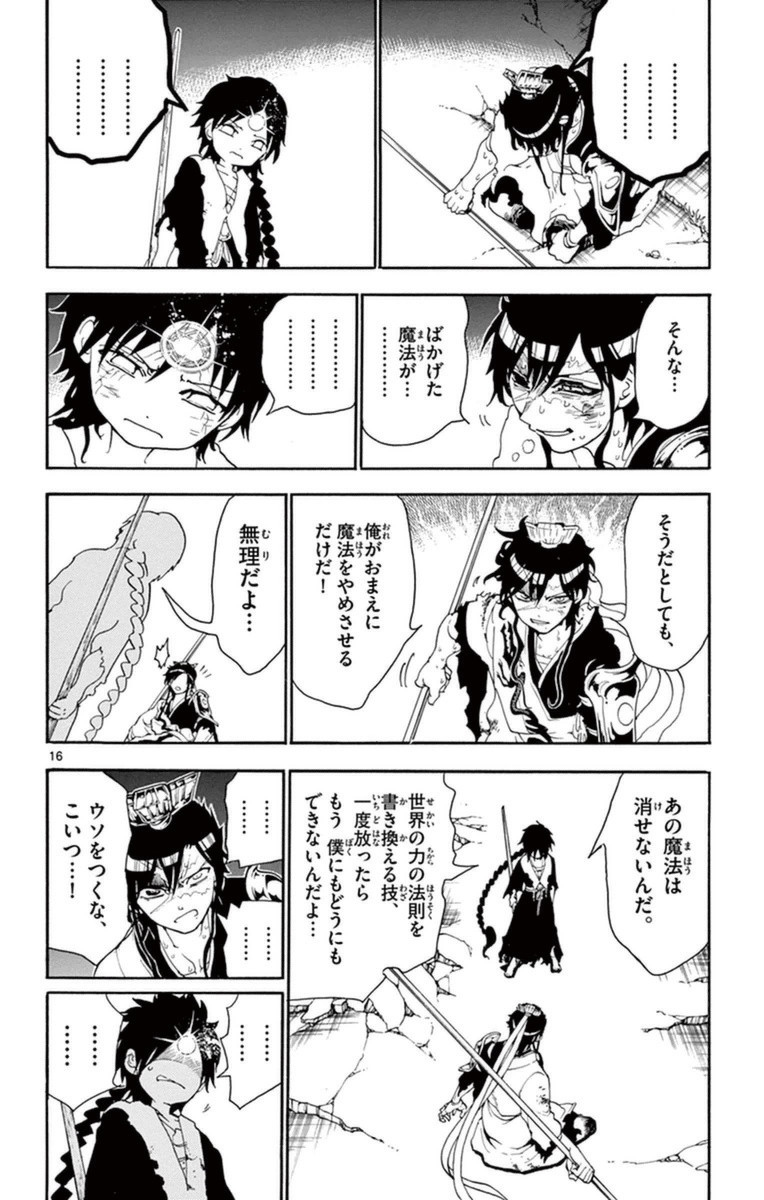 ………
………
………
………
………
………
そんな…
ばかげた
魔法が…
………
………
………
………
そうだとしても、
俺がおまえに
魔法をやめさせる
だけだ！
無理だよ…
16
あの魔法は
消せないんだ。
世界の力の法則を
書き換える技、
一度放ったら
もう 僕にもどうにも
できないんだよ…
……
……
ウソをつくな、
こいつ…！
……
……
……
……